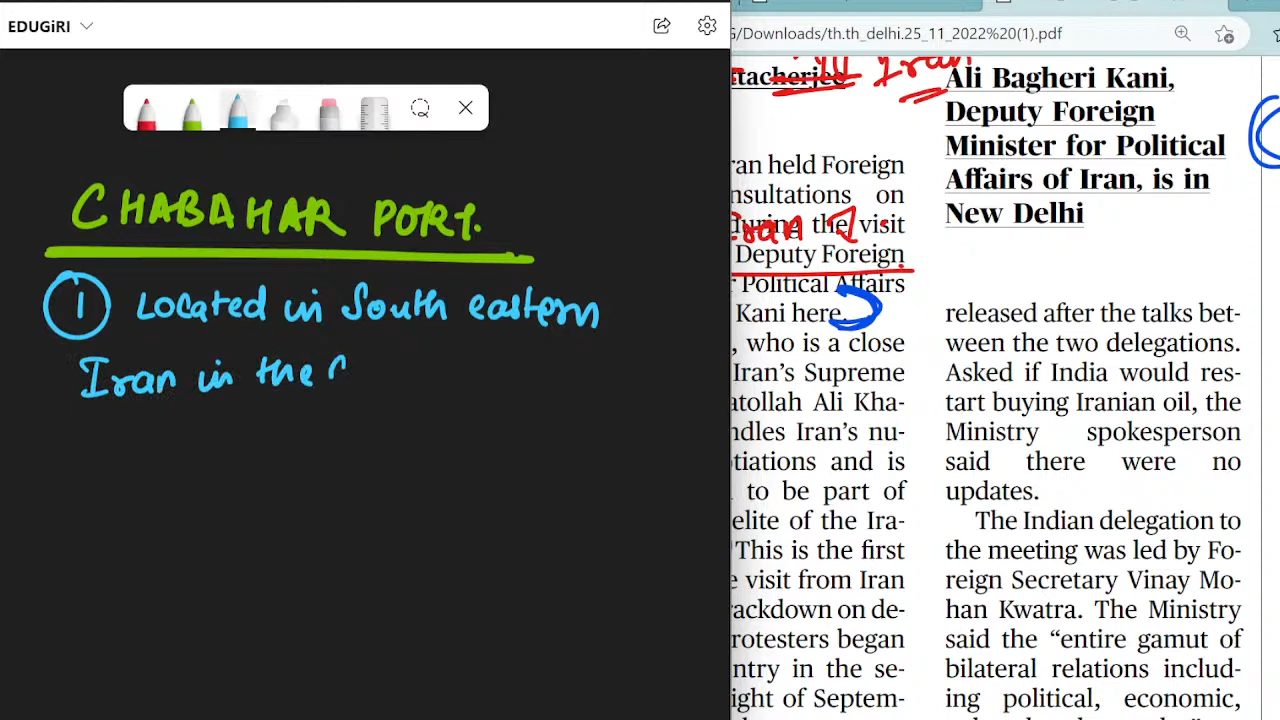 EDUGiRI
CHABAHAR PORT.
1 Located in South eastern
Iran in the
/Downloads/th.th_delhi.25_11_2022%20(1).pdf
ttacherjee
Iran
ran held Foreign
nsultations on
during the visit
Iran
Deputy Foreign
r Political Affairs
Kani here.
, who is a close
Iran's Supreme
atollah Ali Kha-
ndles Iran's nu-
otiations and is
to be part of
elite of the Ira-
"This is the first
e visit from Iran
rackdown on de-
rotesters began
ntry in the se-
ight of Septem-
Ali Bagheri Kani,
Deputy Foreign
Minister for Political
Affairs of Iran, is in
New Delhi
released after the talks bet-
ween the two delegations.
Asked if India would res-
tart buying Iranian oil, the
Ministry spokesperson
said there were no
updates.
The Indian delegation to
the meeting was led by Fo-
reign Secretary Vinay Mo-
han Kwatra. The Ministry
said the "entire gamut of
bilateral relations includ-
ing political, economic,